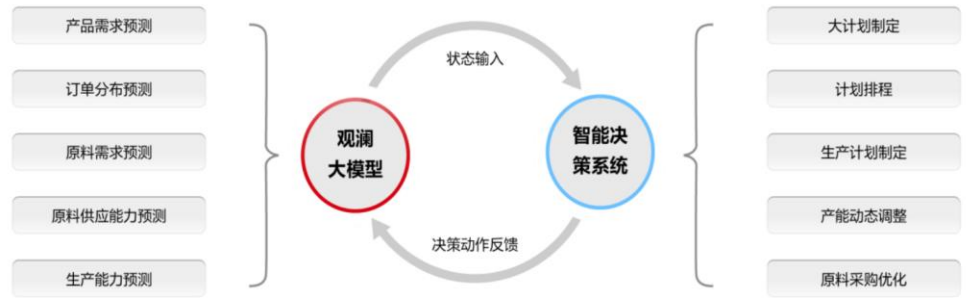 产品需求预测
订单分布预测
原料需求预测
原料供应能力预测
生产能力预测
状态输入
观澜
大模型
智能决
策系统
决策动作反馈
大计划制定
计划排程
生产计划制定
产能动态调整
原料采购优化